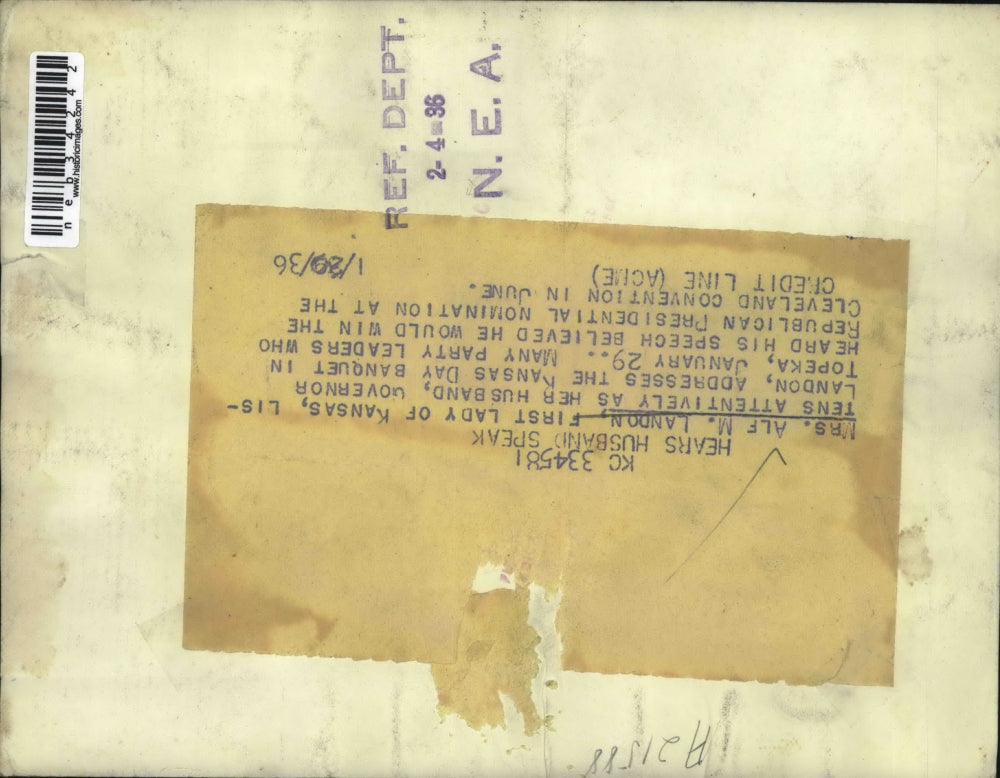 REF. DEPT.
2-4-36
N. E. A.
neb34242
www.historicimages.com
KC 334581
HEARS HUSBAND SPEAK
MRS. ALF M. LANDON, FIRST LADY OF KANSAS, LIS-
TENS ATTENTIVELY AS HER HUSBAND, GOVERNOR
LANDON, ADDRESSES THE KANSAS DAY BANQUET IN
TOPEKA, JANUARY 29.. MANY PARTY LEADERS WHO
HEARD HIS SPEECH BELIEVED HE WOULD WIN THE
REPUBLICAN PRESIDENTIAL NOMINATION AT THE
CLEVELAND CONVENTION IN JUNE.
CREDIT LINE (ACME) 1/29/36
A21588